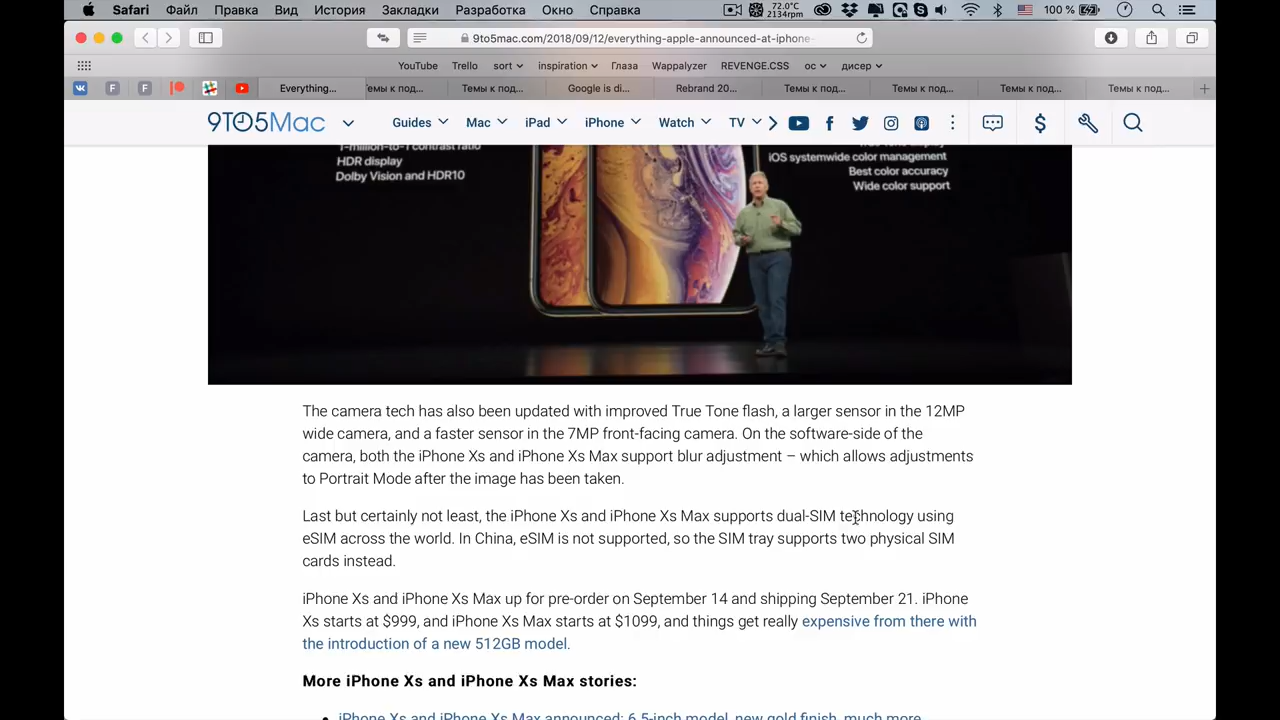 Safari Файл Правка Вид История Закладки Разработка Окно Справка
72.0°C
2134rpm
100 %
9to5mac.com/2018/09/12/everything-apple-announced-at-iphone-
YouTube Trello sort inspiration Глаза Wappalyzer REVENGE.CSS ос дисер
Everything... Темы к под... Темы к под... Google is di... Rebrand 20... Темы к под... Темы к под... Темы к под... Темы к под...
9TO5Mac Guides Mac iPad iPhone Watch TV
1-million-to-1 contrast ratio
HDR display
Dolby Vision and HDR10
iOS systemwide color management
Best color accuracy
Wide color support
The camera tech has also been updated with improved True Tone flash, a larger sensor in the 12MP
wide camera, and a faster sensor in the 7MP front-facing camera. On the software-side of the
camera, both the iPhone Xs and iPhone Xs Max support blur adjustment – which allows adjustments
to Portrait Mode after the image has been taken.
Last but certainly not least, the iPhone Xs and iPhone Xs Max supports dual-SIM technology using
eSIM across the world. In China, eSIM is not supported, so the SIM tray supports two physical SIM
cards instead.
iPhone Xs and iPhone Xs Max up for pre-order on September 14 and shipping September 21. iPhone
Xs starts at $999, and iPhone Xs Max starts at $1099, and things get really expensive from there with
the introduction of a new 512GB model.
More iPhone Xs and iPhone Xs Max stories:
iPhone Xs and iPhone Xs Max announced: 6.5-inch model, new gold finish, much more